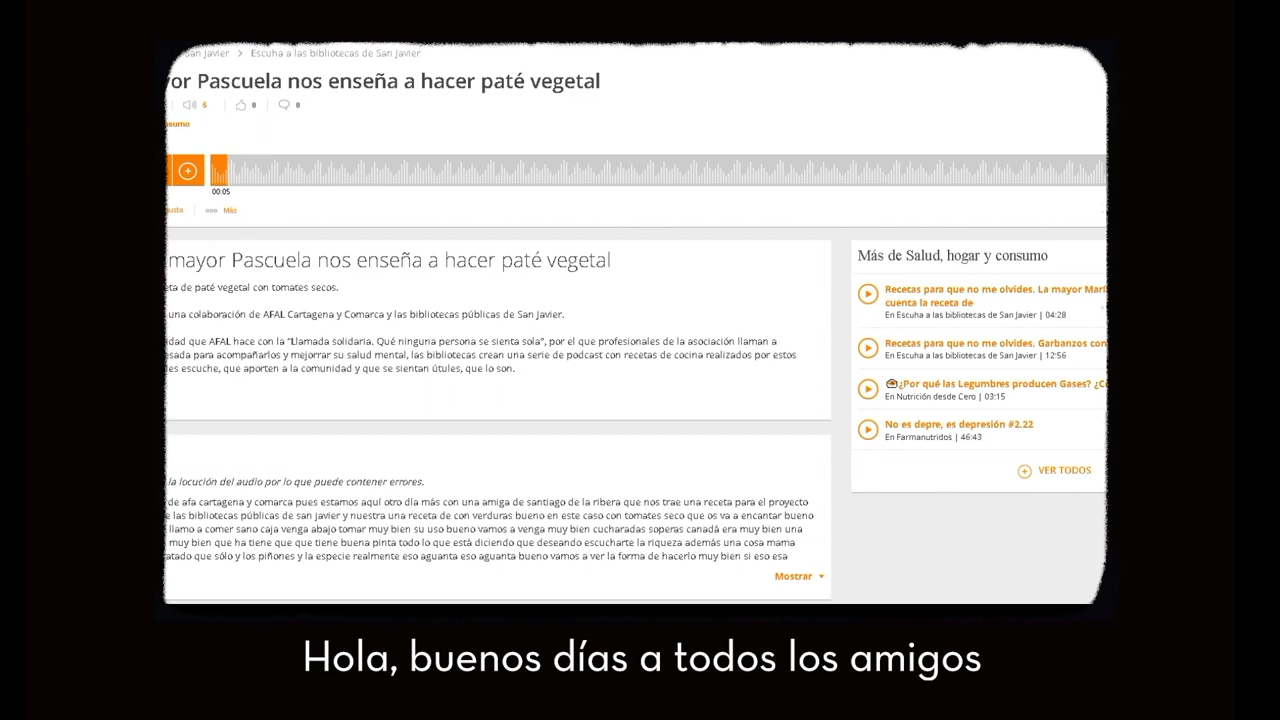 San Javier > Escuha a las bibliotecas de San Javier
yor Pascuela nos enseña a hacer paté vegetal
5 0 0
nsumo
00:05
usta Más
mayor Pascuela nos enseña a hacer paté vegetal
eta de paté vegetal con tomates secos.
una colaboración de AFAL Cartagena y Comarca y las bibliotecas públicas de San Javier.
idad que AFAL hace con la "Llamada solidaria. Qué ninguna persona se sienta sola", por el que profesionales de la asociación llaman a
esada para acompañarlos y mejorrar su salud mental, las bibliotecas crean una serie de podcast con recetas de cocina realizados por estos
les escuche, que aporten a la comunidad y que se sientan útules, que lo son.
la locución del audio por lo que puede contener errores.
de afa cartagena y comarca pues estamos aquí otro día más con una amiga de santiago de la ribera que nos trae una receta para el proyecto
e las bibliotecas públicas de san javier y nuestra una receta de con verduras bueno en este caso con tomates seco que os va a encantar bueno
llamo a comer sano caja venga abajo tomar muy bien su uso bueno vamos a venga muy bien cucharadas soperas canadá era muy bien una
muy bien que ha tiene que que tiene buena pinta todo lo que está diciendo que deseando escucharte la riqueza además una cosa mama
atado que sólo y los piñones y la especie realmente eso aguanta eso aguanta bueno vamos a ver la forma de hacerlo muy bien si eso esa
Mostrar
Más de Salud, hogar y consumo
Recetas para que no me olvides. La mayor Marí
cuenta la receta de
En Escuha a las bibliotecas de San Javier | 04:28
Recetas para que no me olvides. Garbanzos con
En Escuha a las bibliotecas de San Javier | 12:56
¿Por qué las Legumbres producen Gases? ¿Có
En Nutrición desde Cero | 03:15
No es depre, es depresión #2.22
En Farmanutridos | 46:43
VER TODOS
Hola, buenos días a todos los amigos